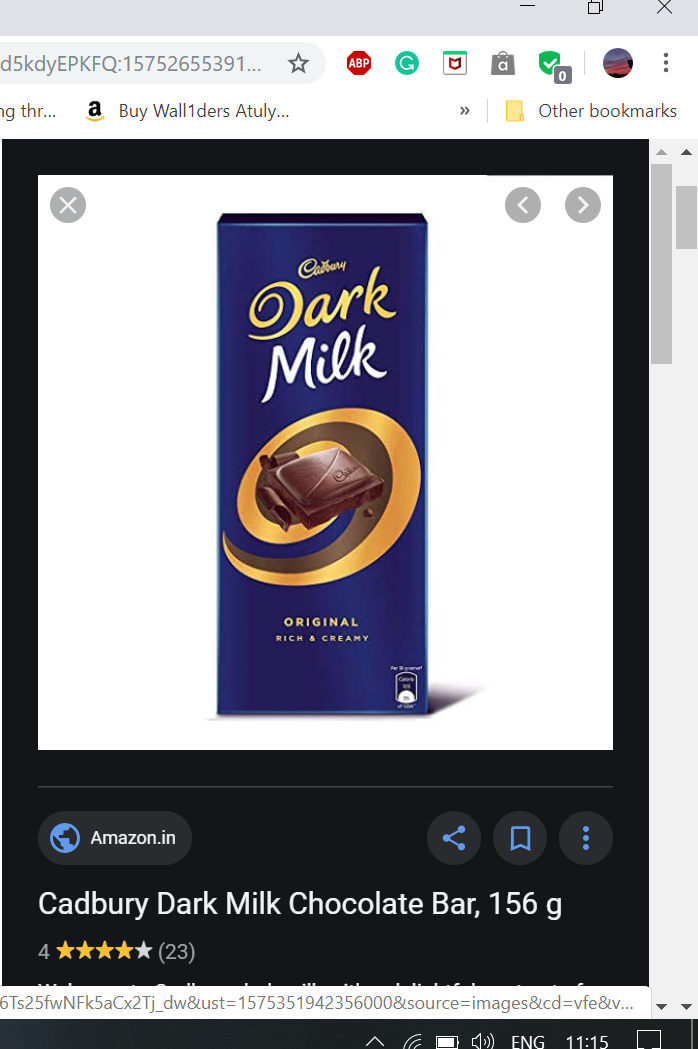 d5kdyEPKFQ:15752655391...
ABP
G
a
0
ng thr...
a
Buy Wall1ders Atuly...
»
Other bookmarks
Cadbury
Dark
Milk
ORIGINAL
RICH & CREAMY
Amazon.in
Cadbury Dark Milk Chocolate Bar, 156 g
4
(23)
6Ts25fwNFk5aCx2Tj_dw&ust=1575351942356000&source=images&cd=vfe&v...
ENG
11:15